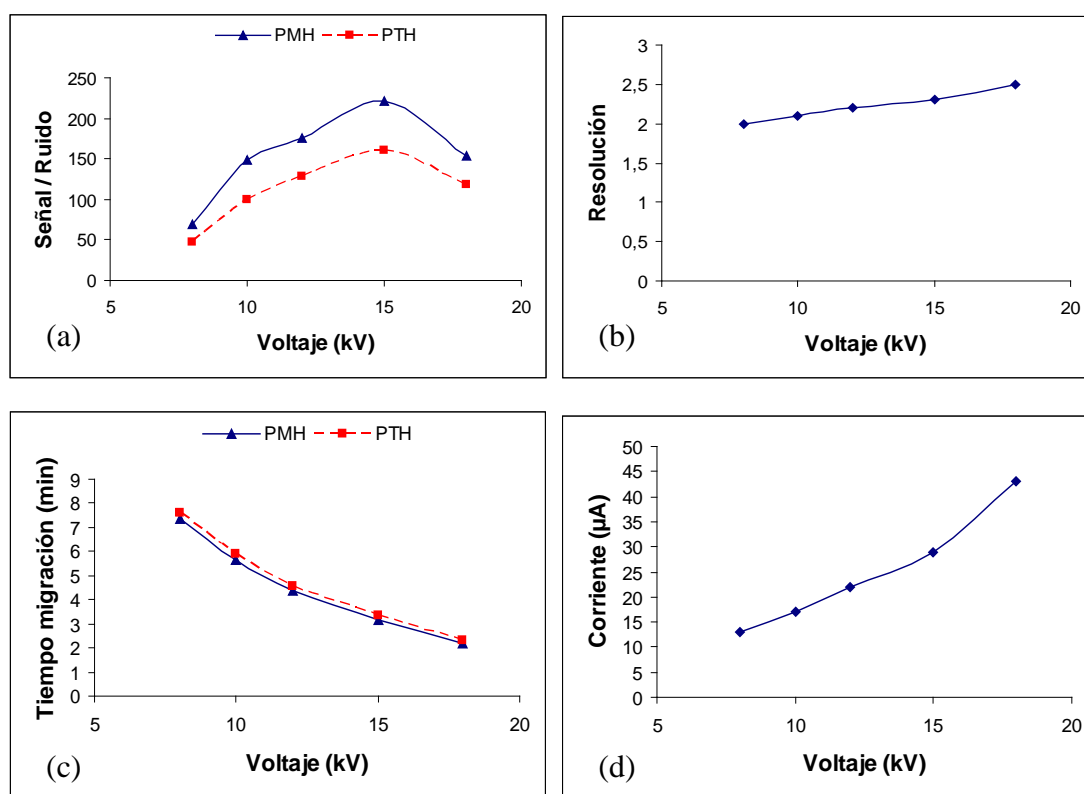 PMH PTH
Señal / Ruido
250
200
150
100
50
0
5 10 15 20
Voltaje (kV)
(a)
Resolución
3
2,5
2
1,5
1
0,5
0
5 10 15 20
Voltaje (kV)
(b)
PMH PTH
Tiempo migración (min)
9
8
7
6
5
4
3
2
1
0
5 10 15 20
Voltaje (kV)
(c)
Corriente (µA)
50
45
40
35
30
25
20
15
10
5
0
5 10 15 20
Voltaje (kV)
(d)